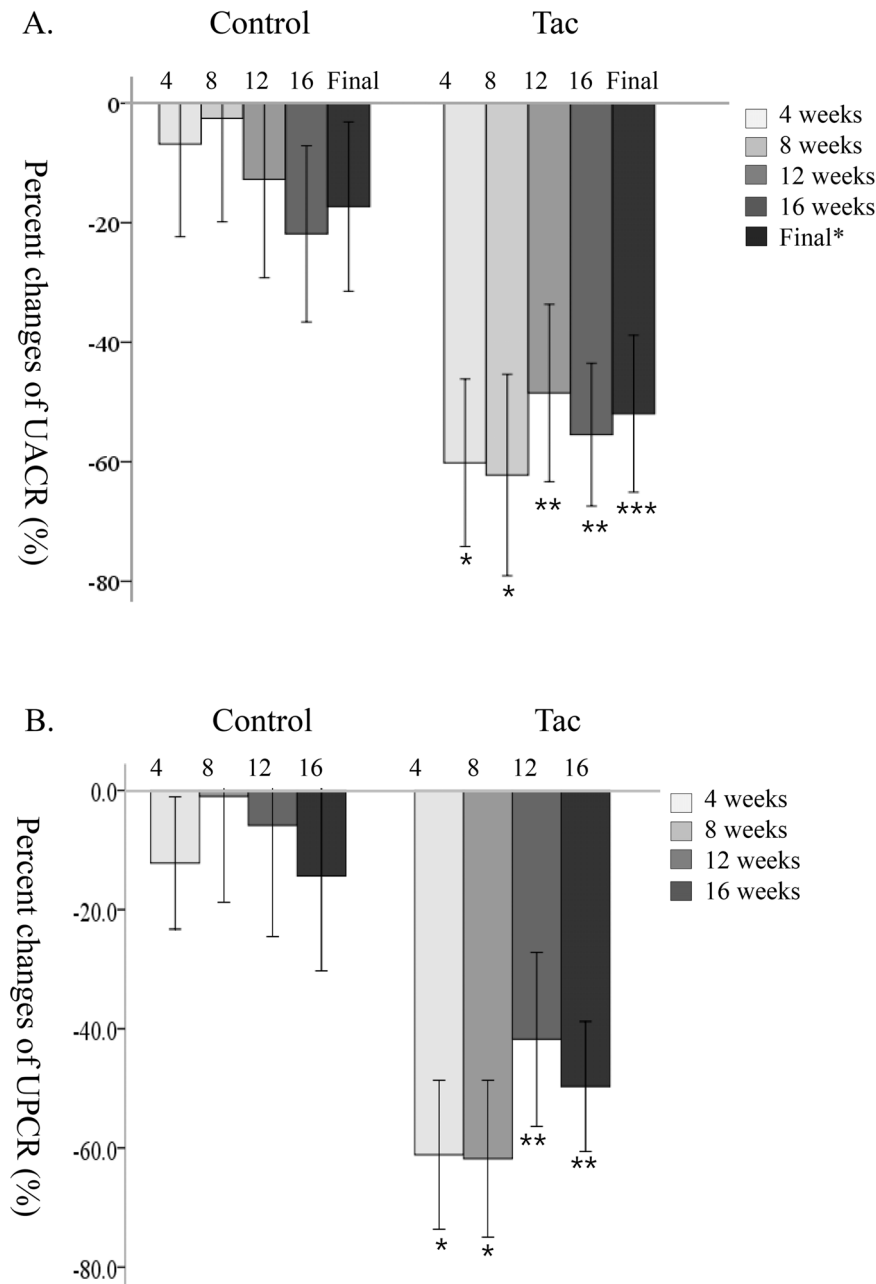 A.
Control Tac
4 8 12 16 Final 4 8 12 16 Final
0
-20
-40
-60
-80
Percent changes of UACR (%)
4 weeks
8 weeks
12 weeks
16 weeks
Final*
* * ** ** ***
B.
Control Tac
4 8 12 16 4 8 12 16
0.0
-20.0
-40.0
-60.0
-80.0
Percent changes of UPCR (%)
4 weeks
8 weeks
12 weeks
16 weeks
* * ** **